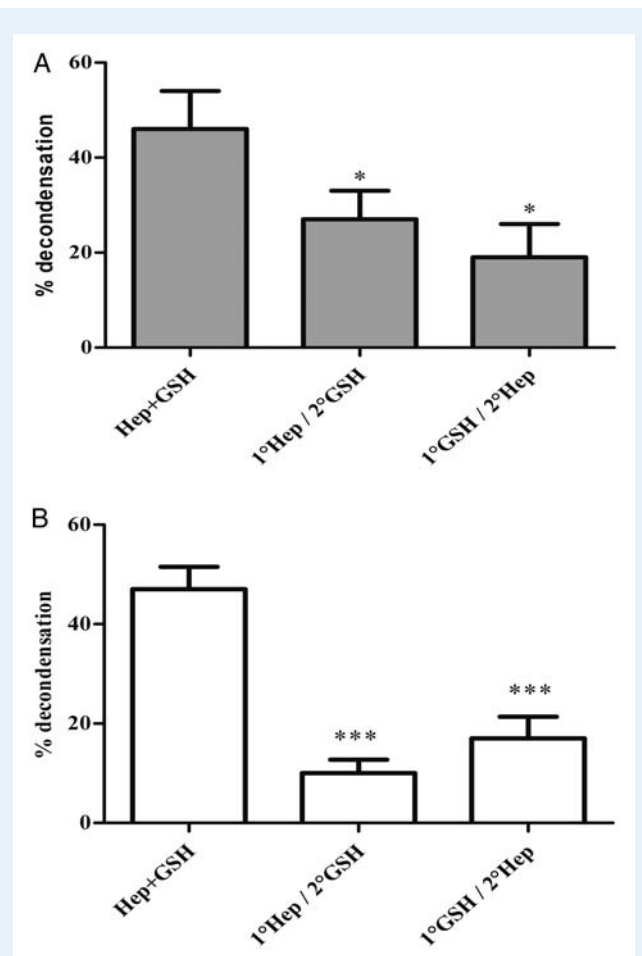 A
60
40
20
0
% decondensation
*
*
Hep+GSH
1°Hep / 2°GSH
1°GSH / 2°Hep
B
60
40
20
0
% decondensation
***
***
Hep+GSH
1°Hep / 2°GSH
1°GSH / 2°Hep